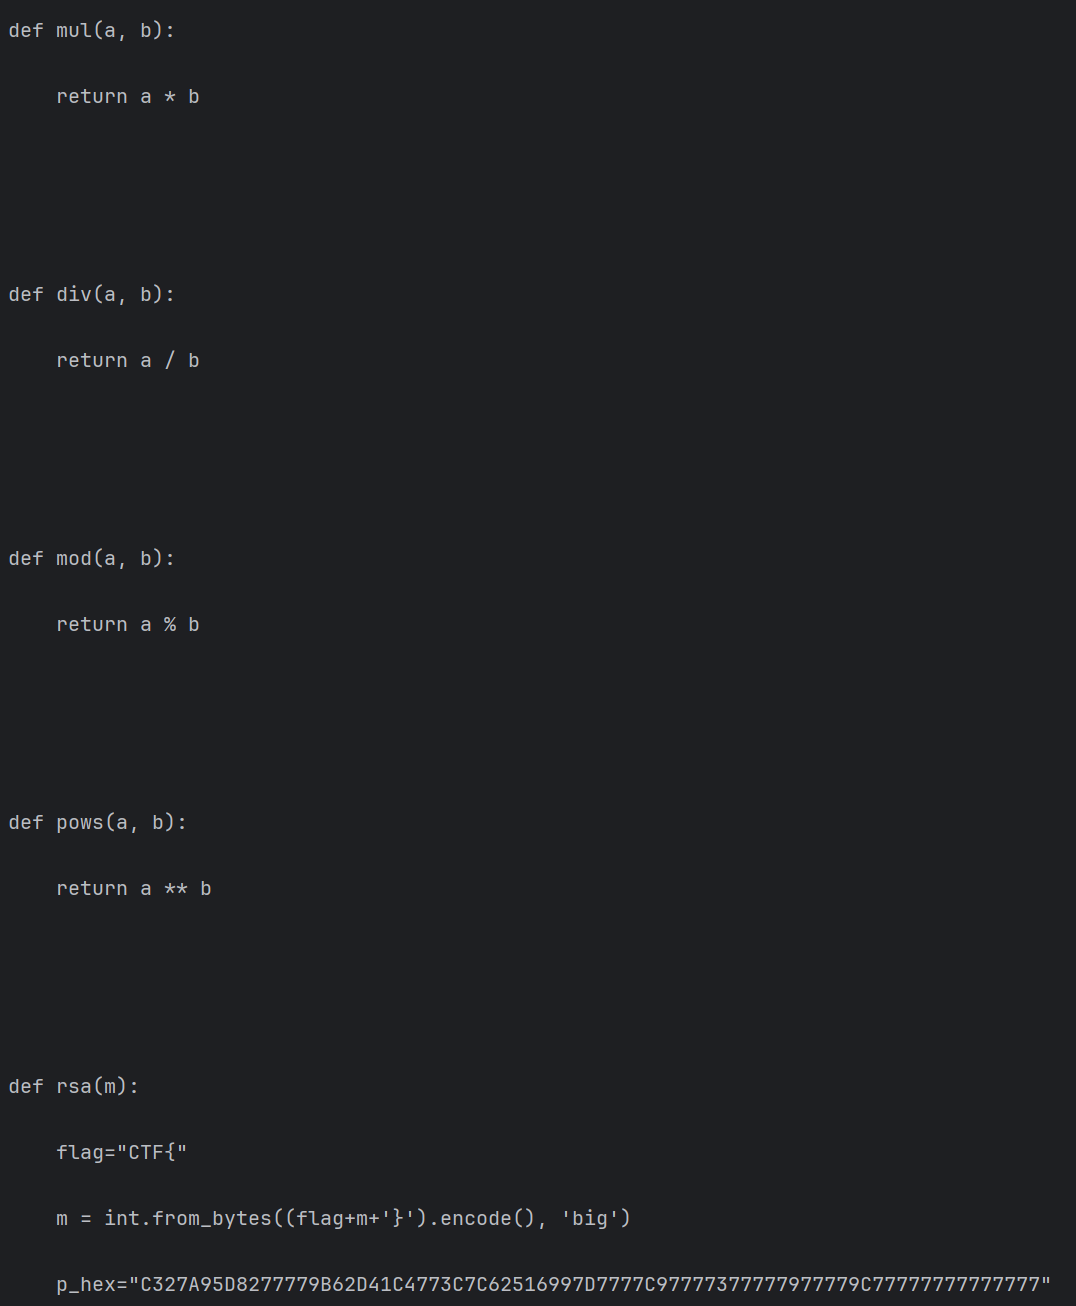 def mul(a, b):
    return a * b
def div(a, b):
    return a / b
def mod(a, b):
    return a % b
def pows(a, b):
    return a ** b
def rsa(m):
    flag="CTF{"
    m = int.from_bytes((flag+m+'}').encode(), 'big')
    p_hex="C327A95D8277779B62D41C4773C7C62516997D7777C97777377777977779C77777777777777"